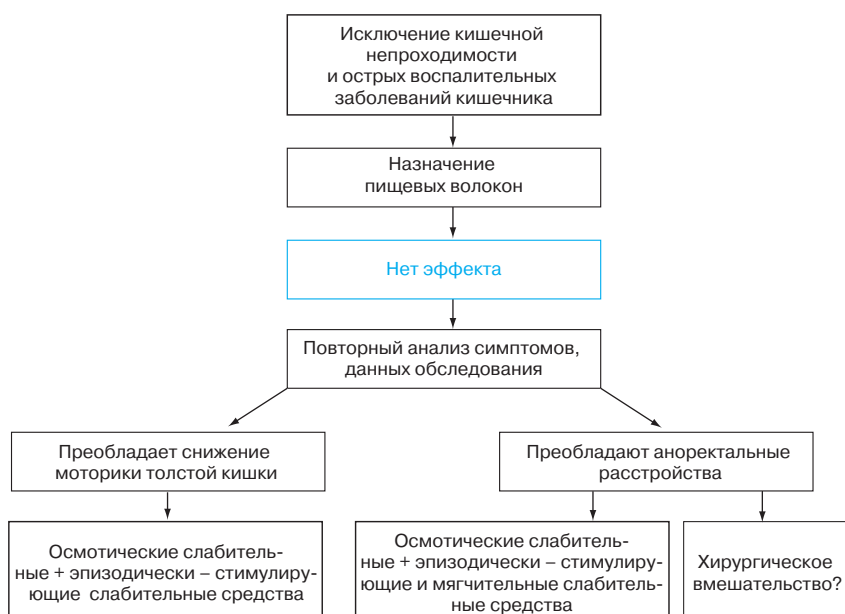 Исключение кишечной
непроходимости
и острых воспалительных
заболеваний кишечника
Назначение
пищевых волокон
Нет эффекта
Повторный анализ симптомов,
данных обследования
Преобладает снижение
моторики толстой кишки
Преобладают аноректальные
расстройства
Осмотические слабитель-
ные + эпизодически – стимулиру-
ющие слабительные средства
Осмотические слабитель-
ные + эпизодически – стимулиру-
ющие и мягчительные слабитель-
ные средства
Хирургическое
вмешательство?